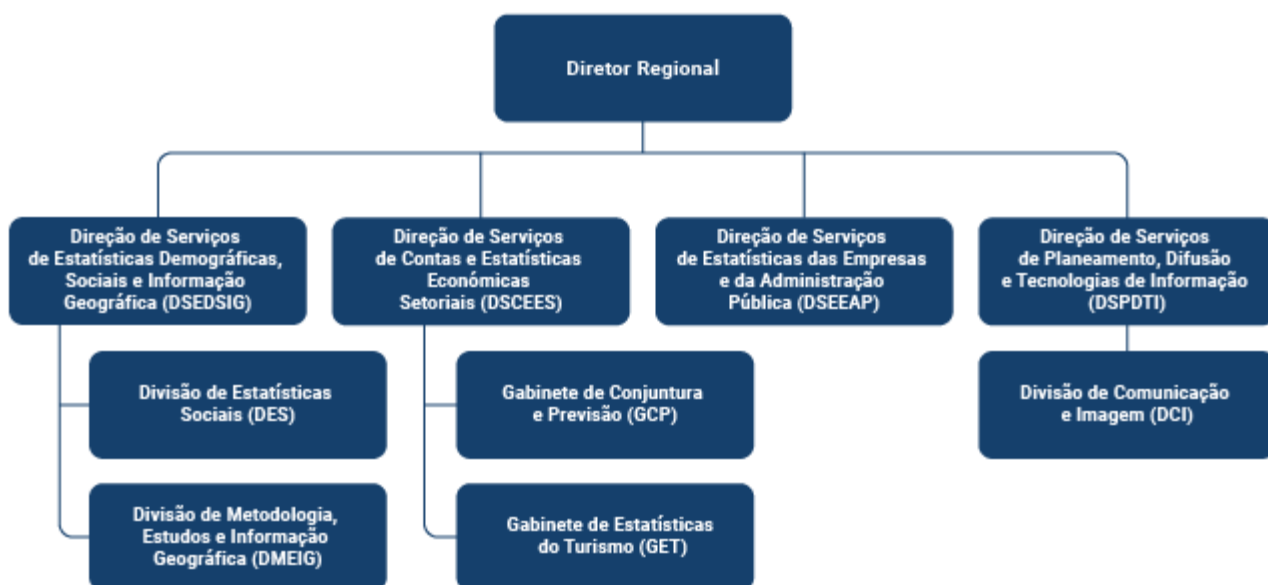 Diretor Regional
Direção de Serviços
de Estatísticas Demográficas,
Sociais e Informação
Geográfica (DSEDSIG)
Direção de Serviços
de Contas e Estatísticas
Económicas
Setoriais (DSCEES)
Direção de Serviços
de Estatísticas das Empresas
e da Administração
Pública (DSEEAP)
Direção de Serviços
de Planeamento, Difusão
e Tecnologias de Informação
(DSPDTI)
Divisão de Estatísticas
Sociais (DES)
Gabinete de Conjuntura
e Previsão (GCP)
Divisão de Comunicação
e Imagem (DCI)
Divisão de Metodologia,
Estudos e Informação
Geográfica (DMEIG)
Gabinete de Estatísticas
do Turismo (GET)